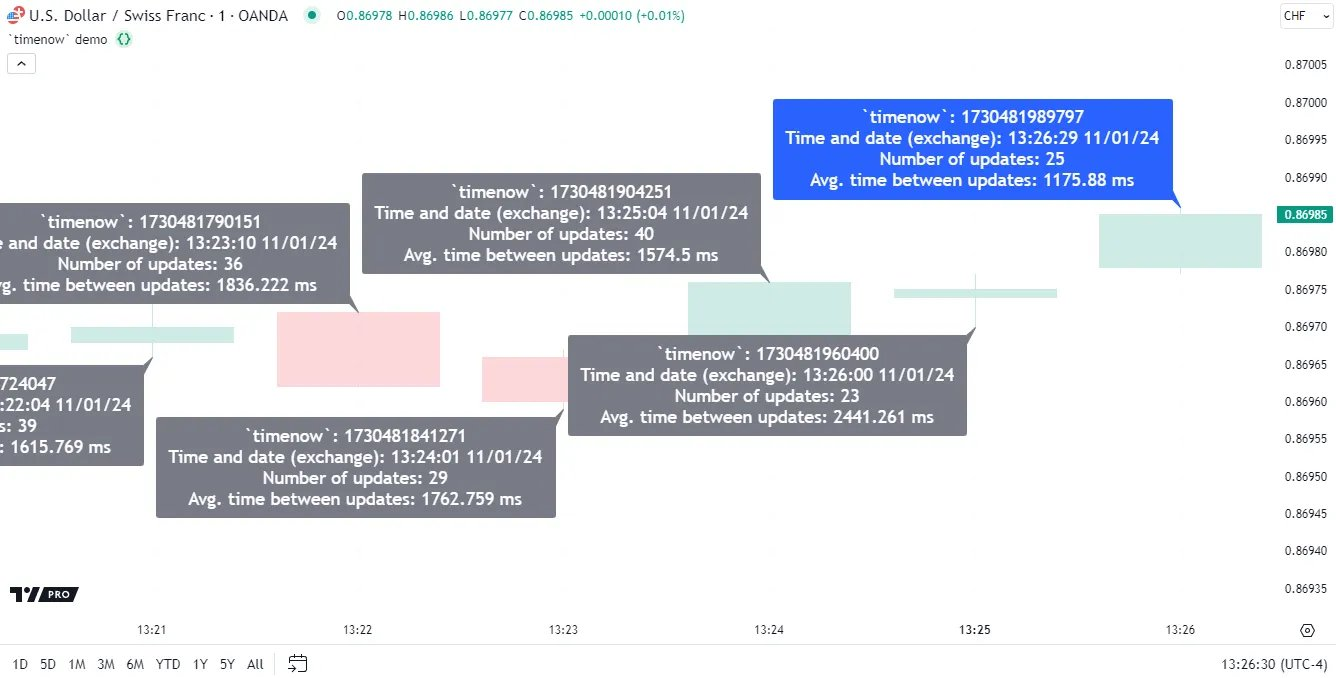 U.S. Dollar / Swiss Franc · 1 · OANDA O0.86978 H0.86986 L0.86977 C0.86985 +0.00010 (+0.01%)
CHF
`timenow` demo {}
0.87005
0.87000
0.86995
0.86990
0.86985
0.86980
0.86975
0.86970
0.86965
0.86960
0.86955
0.86950
0.86945
0.86940
0.86935
724047
:22:04 11/01/24
s: 39
: 1615.769 ms
`timenow`: 1730481790151
e and date (exchange): 13:23:10 11/01/24
Number of updates: 36
vg. time between updates: 1836.222 ms
`timenow`: 1730481841271
Time and date (exchange): 13:24:01 11/01/24
Number of updates: 29
Avg. time between updates: 1762.759 ms
`timenow`: 1730481904251
Time and date (exchange): 13:25:04 11/01/24
Number of updates: 40
Avg. time between updates: 1574.5 ms
`timenow`: 1730481960400
Time and date (exchange): 13:26:00 11/01/24
Number of updates: 23
Avg. time between updates: 2441.261 ms
`timenow`: 1730481989797
Time and date (exchange): 13:26:29 11/01/24
Number of updates: 25
Avg. time between updates: 1175.88 ms
PRO
13:21 13:22 13:23 13:24 13:25 13:26
1D 5D 1M 3M 6M YTD 1Y 5Y All
13:26:30 (UTC-4)